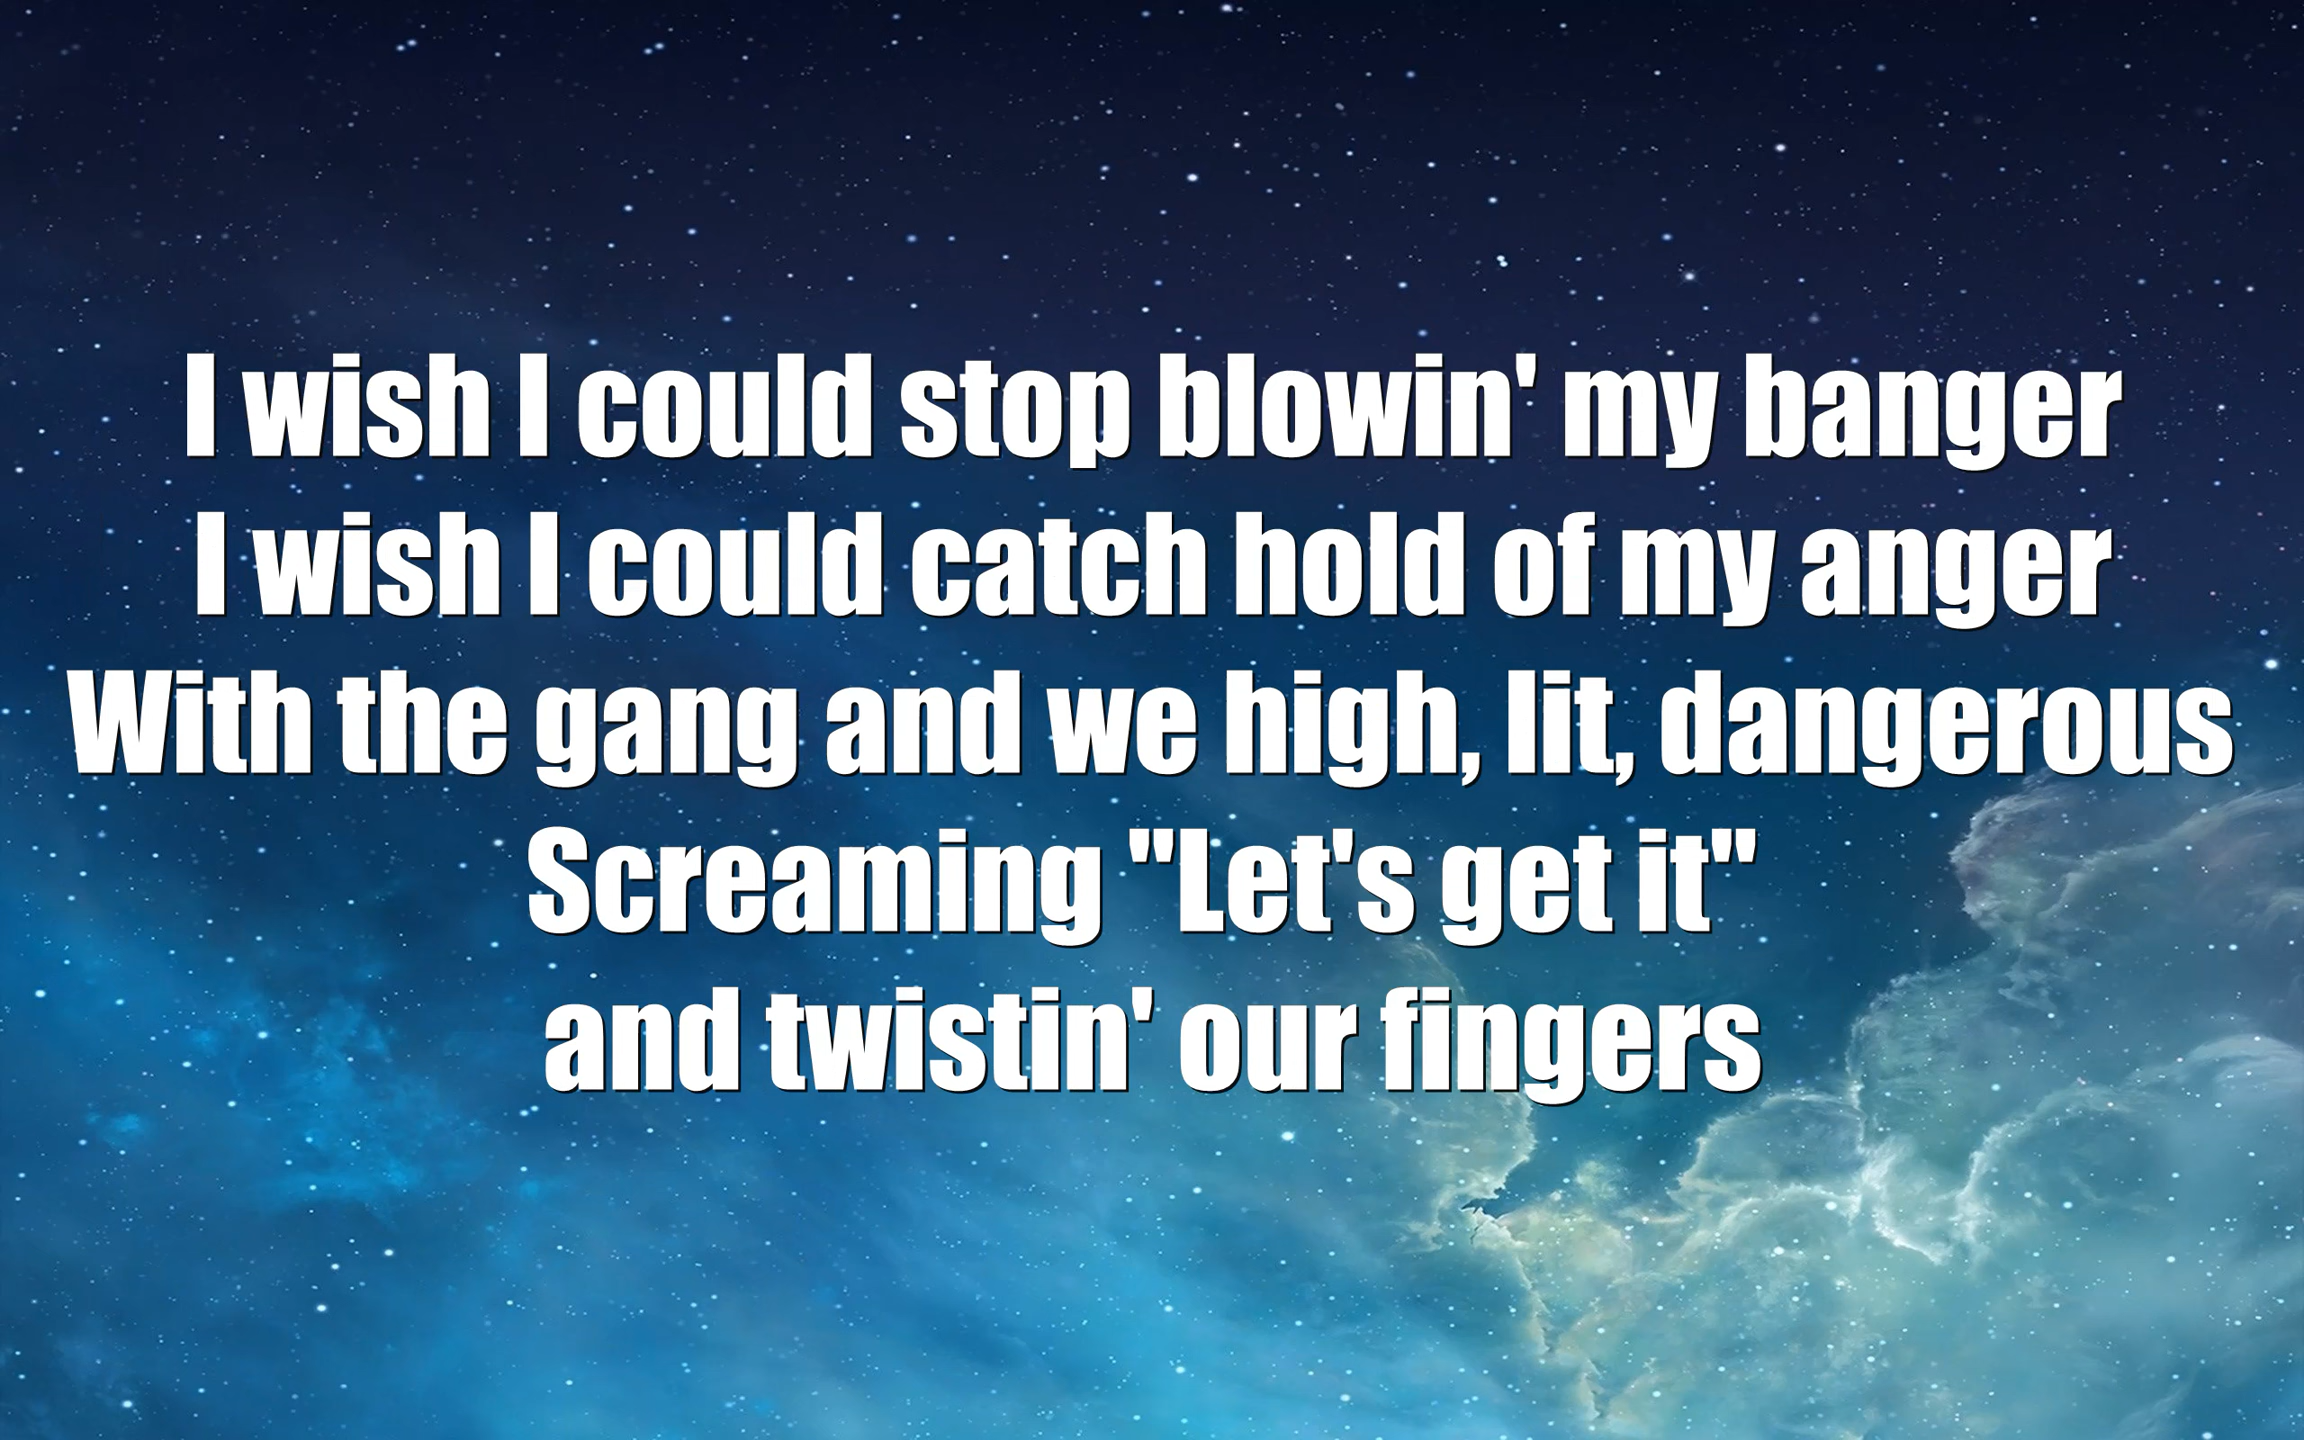 I wish I could stop blowin' my banger
I wish I could catch hold of my anger
With the gang and we high, lit, dangerous
Screaming "Let's get it"
and twistin' our fingers